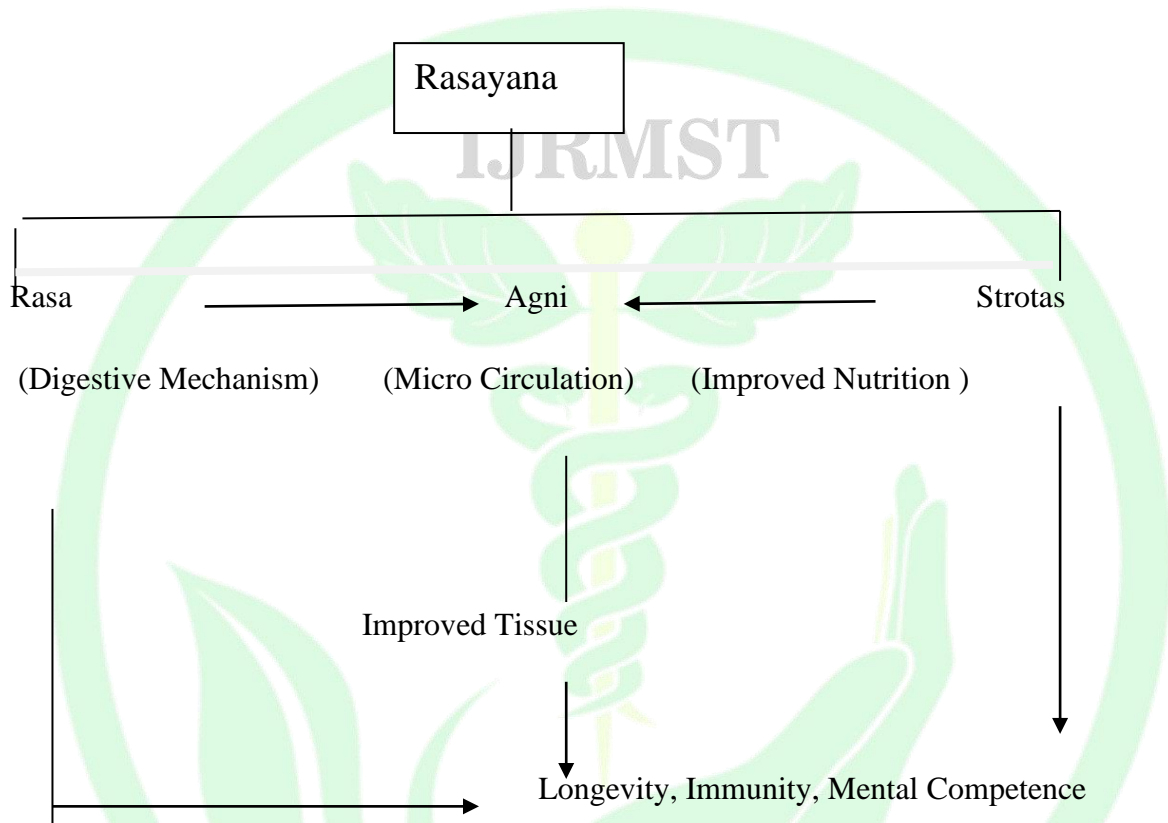 Rasayana
IJRMST
Rasa Agni Strotas
(Digestive Mechanism) (Micro Circulation) (Improved Nutrition )
Improved Tissue
Longevity, Immunity, Mental Competence